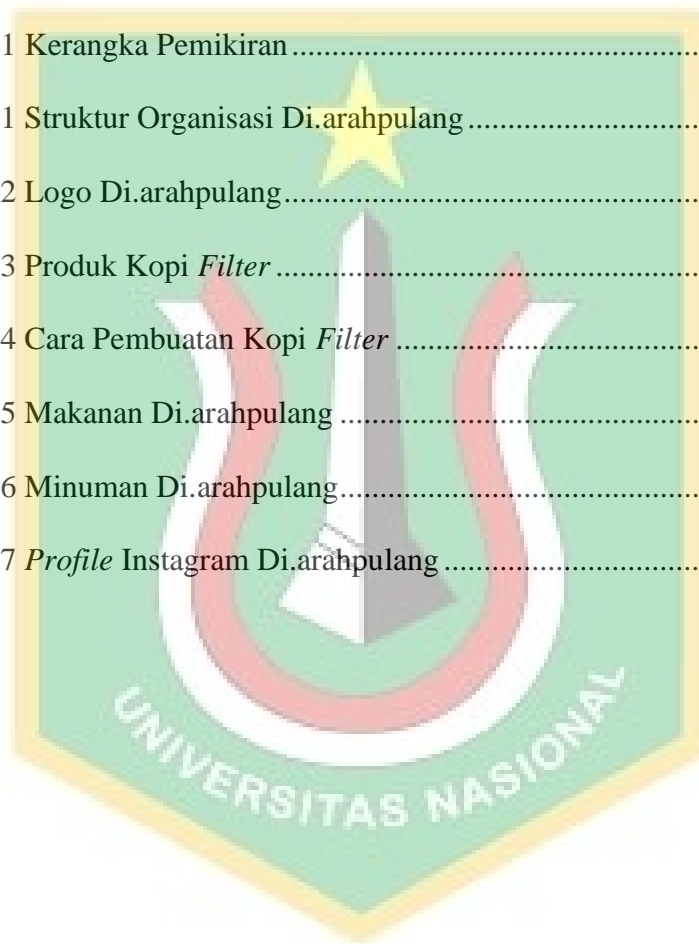 1 Kerangka Pemikiran........................................................
1 Struktur Organisasi Di.arahpulang................................
2 Logo Di.arahpulang.........................................................
3 Produk Kopi Filter..........................................................
4 Cara Pembuatan Kopi Filter ..........................................
5 Makanan Di.arahpulang ..................................................
6 Minuman Di.arahpulang..................................................
7 Profile Instagram Di.arahpulang...................................
UNIVERSITAS NASIONAL